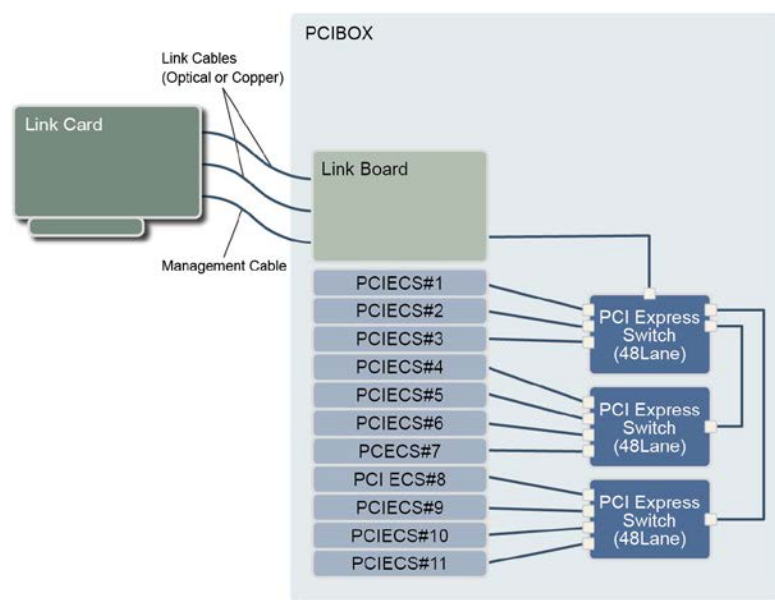 PCIBOX
Link Cables
(Optical or Copper)
Link Card
Link Board
Management Cable
PCIECS#1
PCIECS#2
PCIECS#3
PCIECS#4
PCIECS#5
PCIECS#6
PCECS#7
PCI ECS#8
PCIECS#9
PCIECS#10
PCIECS#11
PCI Express
Switch
(48Lane)
PCI Express
Switch
(48Lane)
PCI Express
Switch
(48Lane)